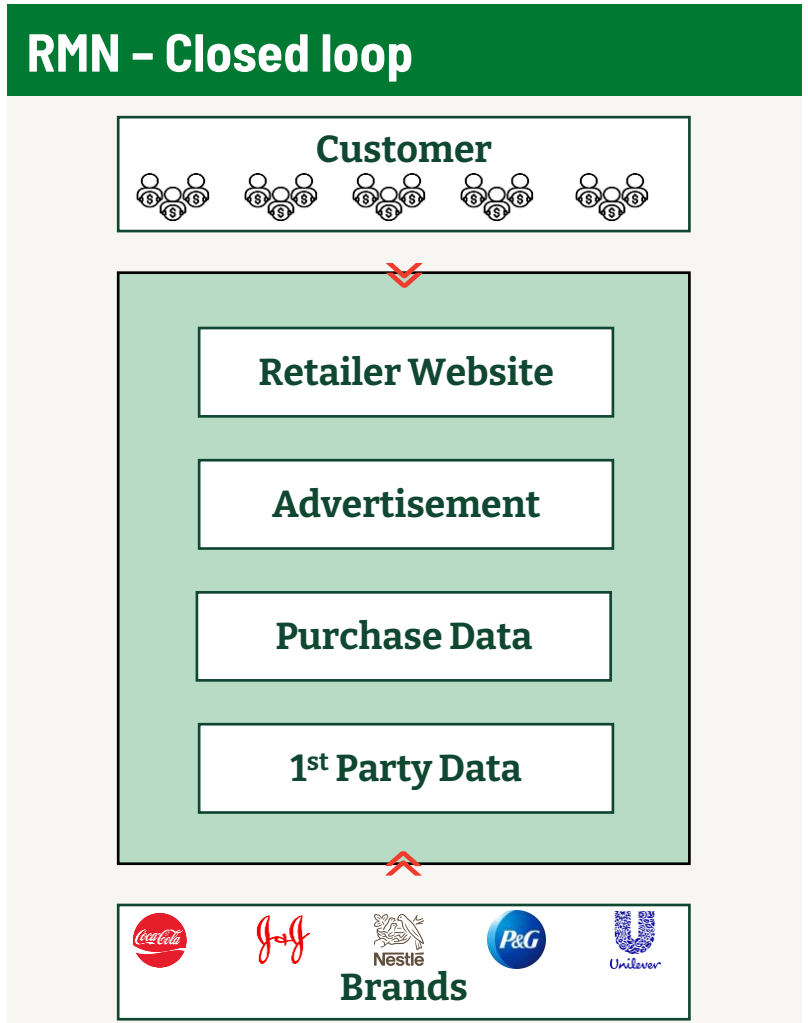 RMN – Closed loop
Customer
$ $ $ $ $ $ $ $ $ $ $ $ $ $ $
Retailer Website
Advertisement
Purchase Data
1st Party Data
Coca-Cola J&J Nestlé P&G Unilever
Brands